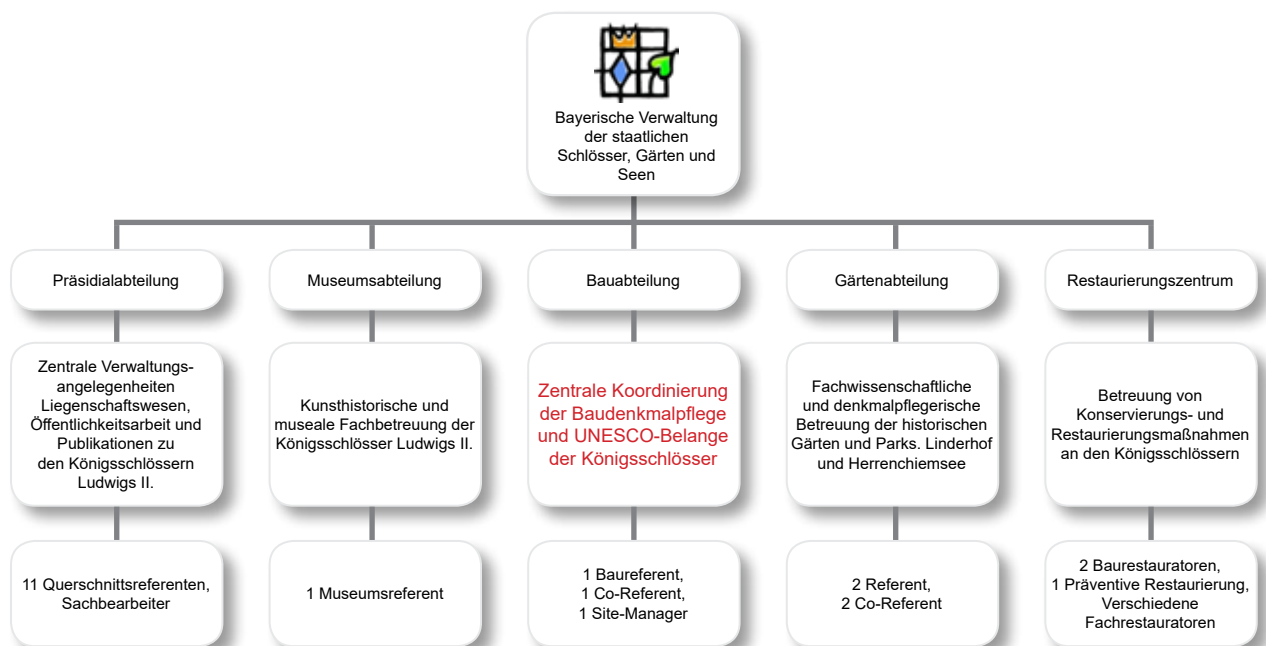 Bayerische Verwaltung
der staatlichen
Schlösser, Gärten und
Seen
Präsidialabteilung
Museumsabteilung
Bauabteilung
Gärtenabteilung
Restaurierungszentrum
Zentrale Verwaltungs-
angelegenheiten
Liegenschaftswesen,
Öffentlichkeitsarbeit und
Publikationen zu
den Königsschlössern
Ludwigs II.
Kunsthistorische und
museale Fachbetreuung der
Königsschlösser Ludwigs II.
Zentrale Koordinierung
der Baudenkmalpflege
und UNESCO-Belange
der Königsschlösser
Fachwissenschaftliche
und denkmalpflegerische
Betreuung der historischen
Gärten und Parks. Linderhof
und Herrenchiemsee
Betreuung von
Konservierungs- und
Restaurierungsmaßnahmen
an den Königsschlössern
11 Querschnittsreferenten,
Sachbearbeiter
1 Museumsreferent
1 Baureferent,
1 Co-Referent,
1 Site-Manager
2 Referent,
2 Co-Referent
2 Baurestauratoren,
1 Präventive Restaurierung,
Verschiedene
Fachrestauratoren